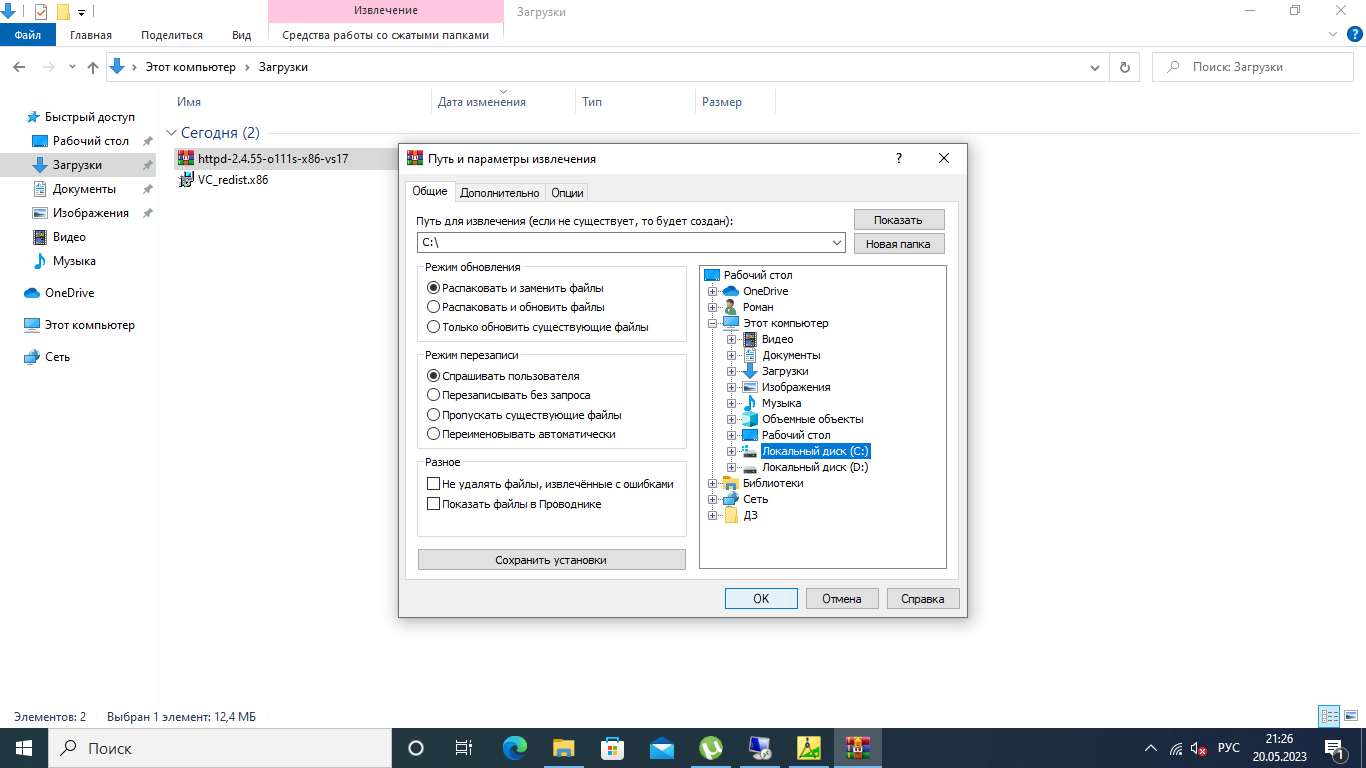 Извлечение
Загрузки
Файл
Главная
Поделиться
Вид
Средства работы со сжатыми папками
?
Этот компьютер
Загрузки
Поиск: Загрузки
Имя
Дата изменения
Тип
Размер
Быстрый доступ
Рабочий стол
Загрузки
Документы
Изображения
Видео
Музыка
OneDrive
Этот компьютер
Сеть
Сегодня (2)
httpd-2.4.55-o111s-x86-vs17
VC_redist.x86
Путь и параметры извлечения
?
Общие
Дополнительно
Опции
Путь для извлечения (если не существует, то будет создан):
C:\
Показать
Новая папка
Режим обновления
Распаковать и заменить файлы
Распаковать и обновить файлы
Только обновить существующие файлы
Режим перезаписи
Спрашивать пользователя
Перезаписывать без запроса
Пропускать существующие файлы
Переименовывать автоматически
Разное
Не удалять файлы, извлечённые с ошибками
Показать файлы в Проводнике
Сохранить установки
Рабочий стол
OneDrive
Роман
Этот компьютер
Видео
Документы
Загрузки
Изображения
Музыка
Объемные объекты
Рабочий стол
Локальный диск (C:)
Локальный диск (D:)
Библиотеки
Сеть
ДЗ
OK
Отмена
Справка
Элементов: 2
Выбран 1 элемент: 12,4 МБ
Поиск
РУС
21:26
20.05.2023
1